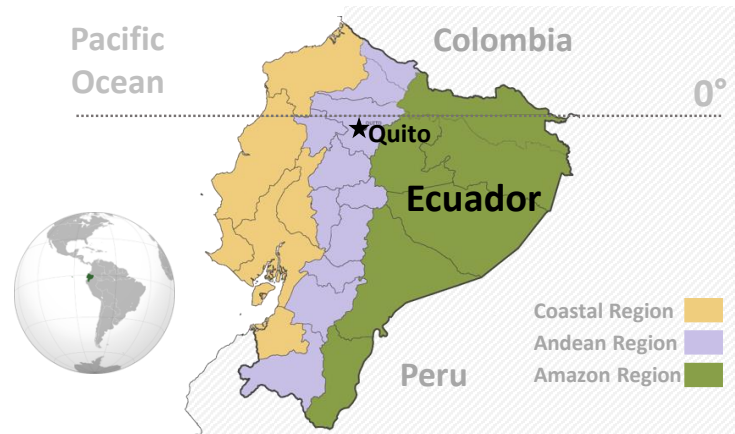 Pacific
Ocean
Colombia
0°
Quito
Ecuador
Coastal Region
Andean Region
Amazon Region
Peru